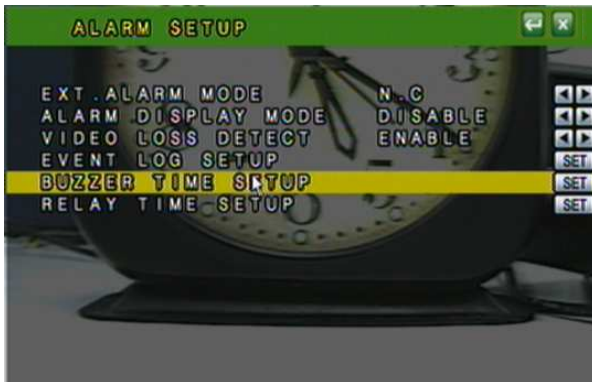 ALARM SETUP
EXT.ALARM MODE N.C
ALARM DISPLAY MODE DISABLE
VIDEO LOSS DETECT ENABLE
EVENT LOG SETUP SET
BUZZER TIME SETUP SET
RELAY TIME SETUP SET